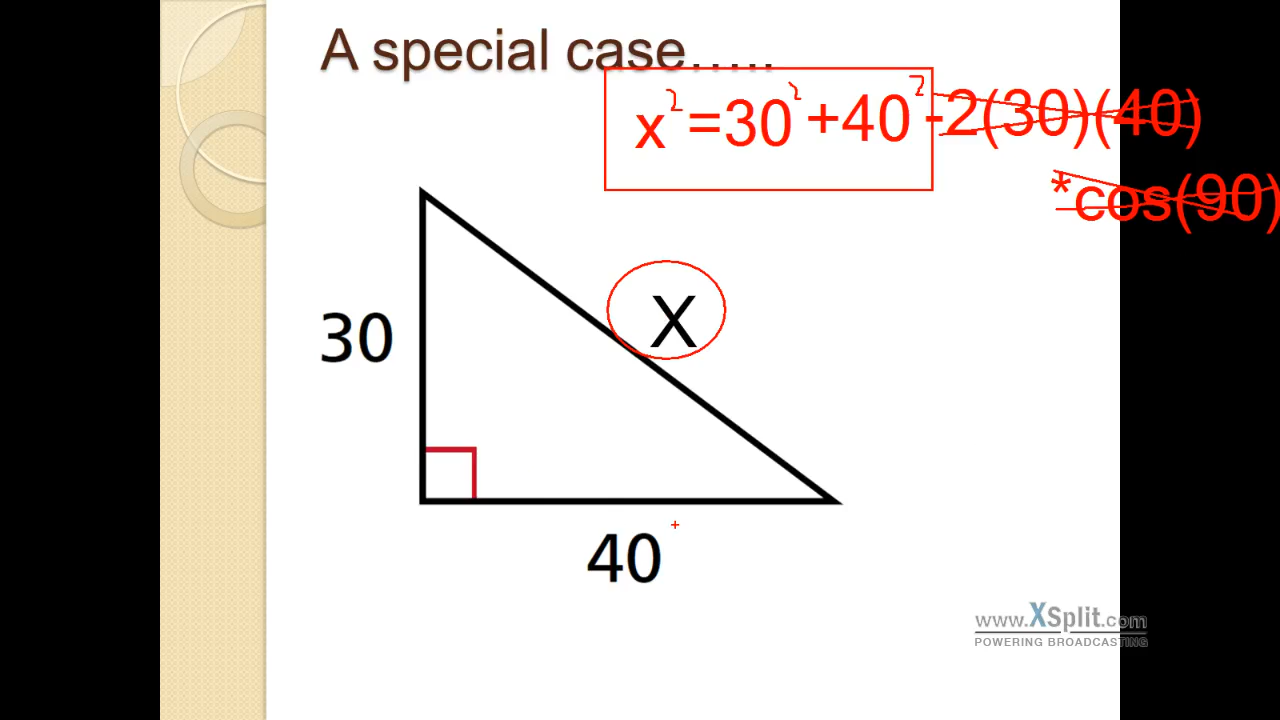 A special case.....
x²=30²+40²-2(30)(40)
*cos(90)
X
30
40
www.XSplit.com
POWERING BROADCASTING